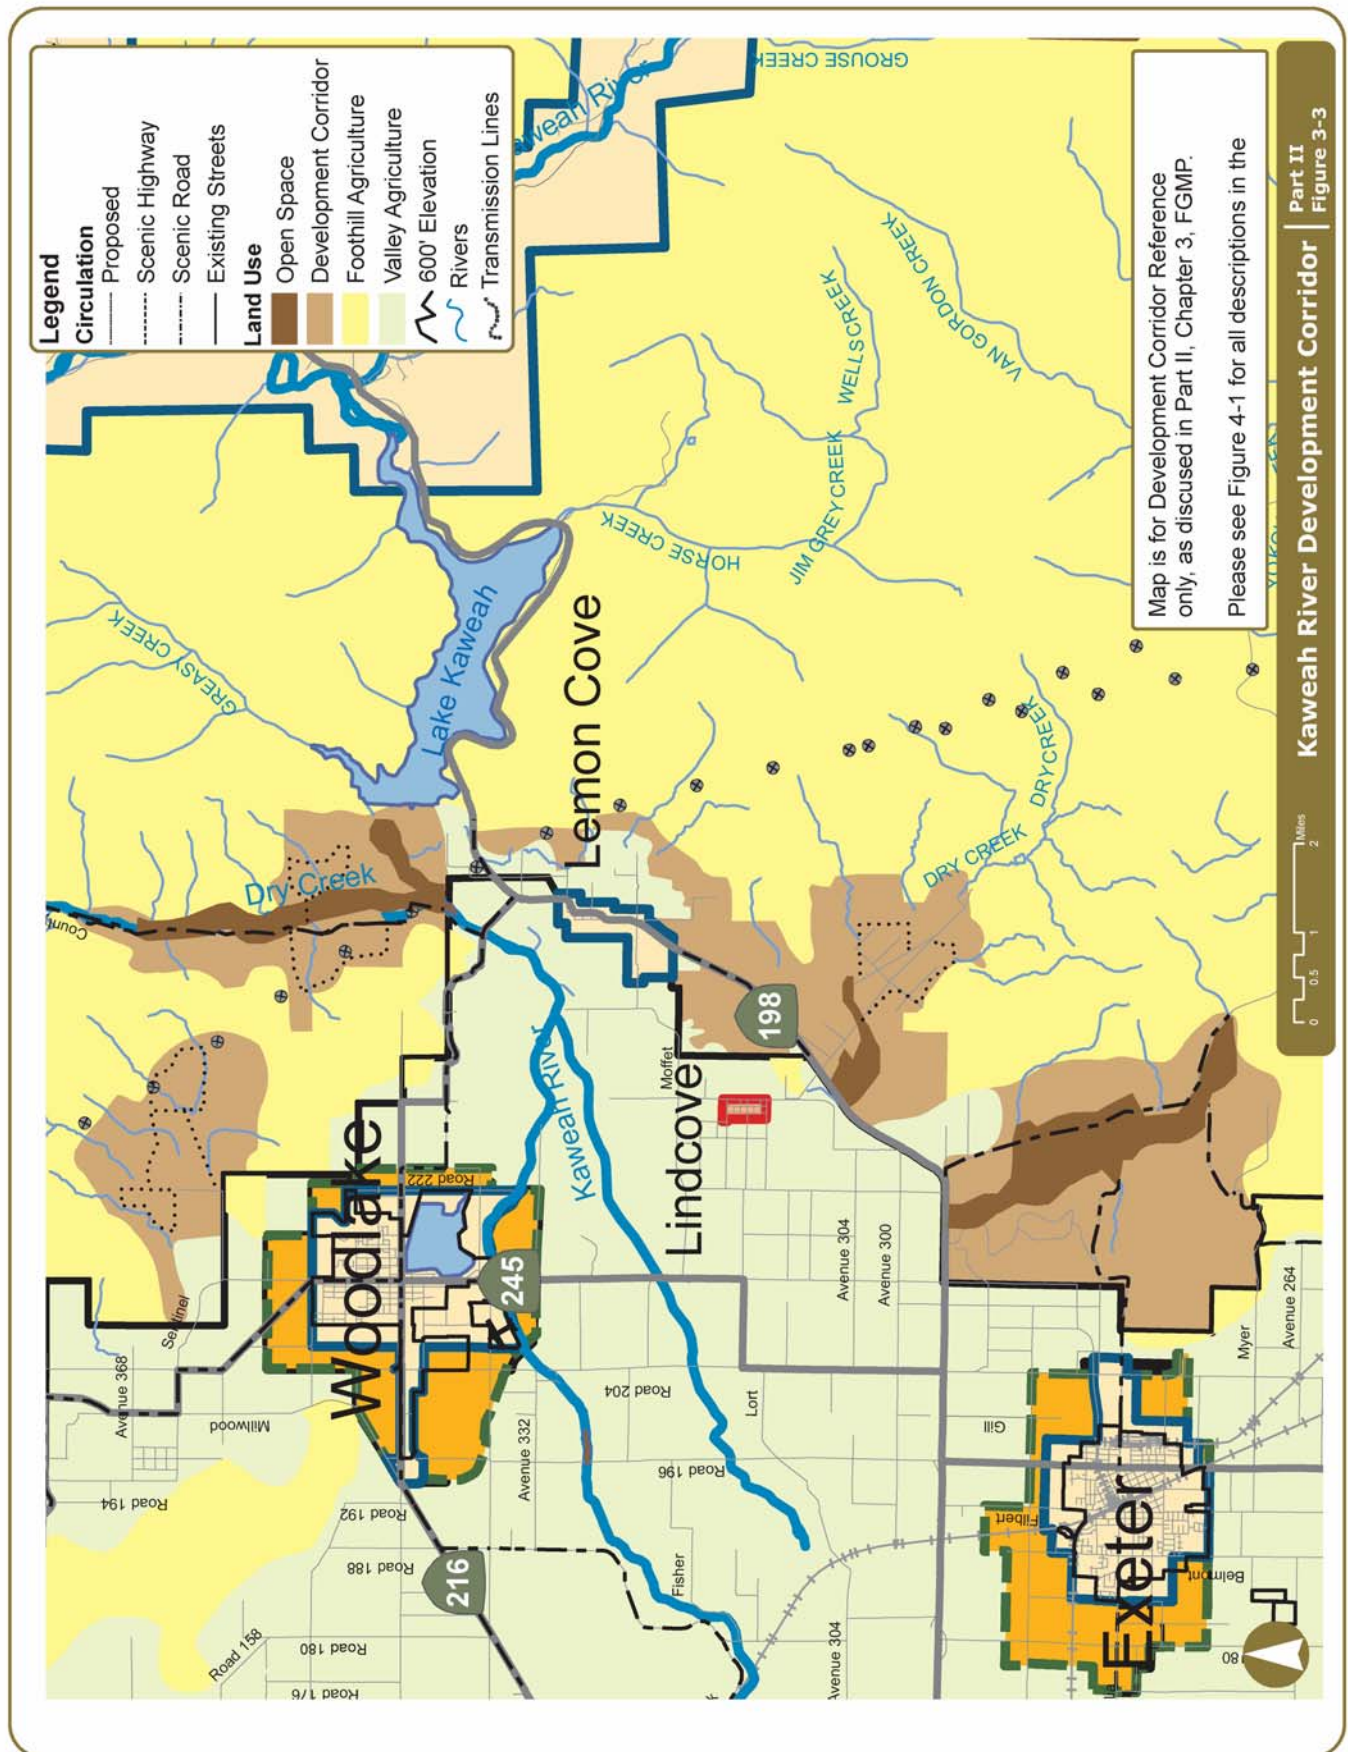 Legend
Circulation
Proposed
Scenic Highway
Scenic Road
Existing Streets
Land Use
Open Space
Development Corridor
Foothill Agriculture
Valley Agriculture
600' Elevation
Rivers
Transmission Lines
Kaweah River
GROUSE CREEK
GREASY CREEK
Lake Kaweah
HORSE CREEK
JIM GREY CREEK
WELLS CREEK
VAN GORDON CREEK
Lemon Cove
Dry Creek
DRY CREEK
DRY CREEK
Woodlake
Kaweah River
Kaweah River
Lindcove
Moffet
198
245
216
Road 222
Sentinel
Avenue 368
Millwood
Road 194
Road 192
Road 188
Road 180
Road 158
Road 176
Avenue 332
Road 204
Road 196
Lort
Fisher
Avenue 304
Avenue 300
Avenue 304
Gill
Filbert
Exeter
Belmont
Myer
Avenue 264
80
Map is for Development Corridor Reference
only, as discussed in Part II, Chapter 3, FGMP.
Please see Figure 4-1 for all descriptions in the
0 0.5 1 2 Miles
Kaweah River Development Corridor
Part II
Figure 3-3